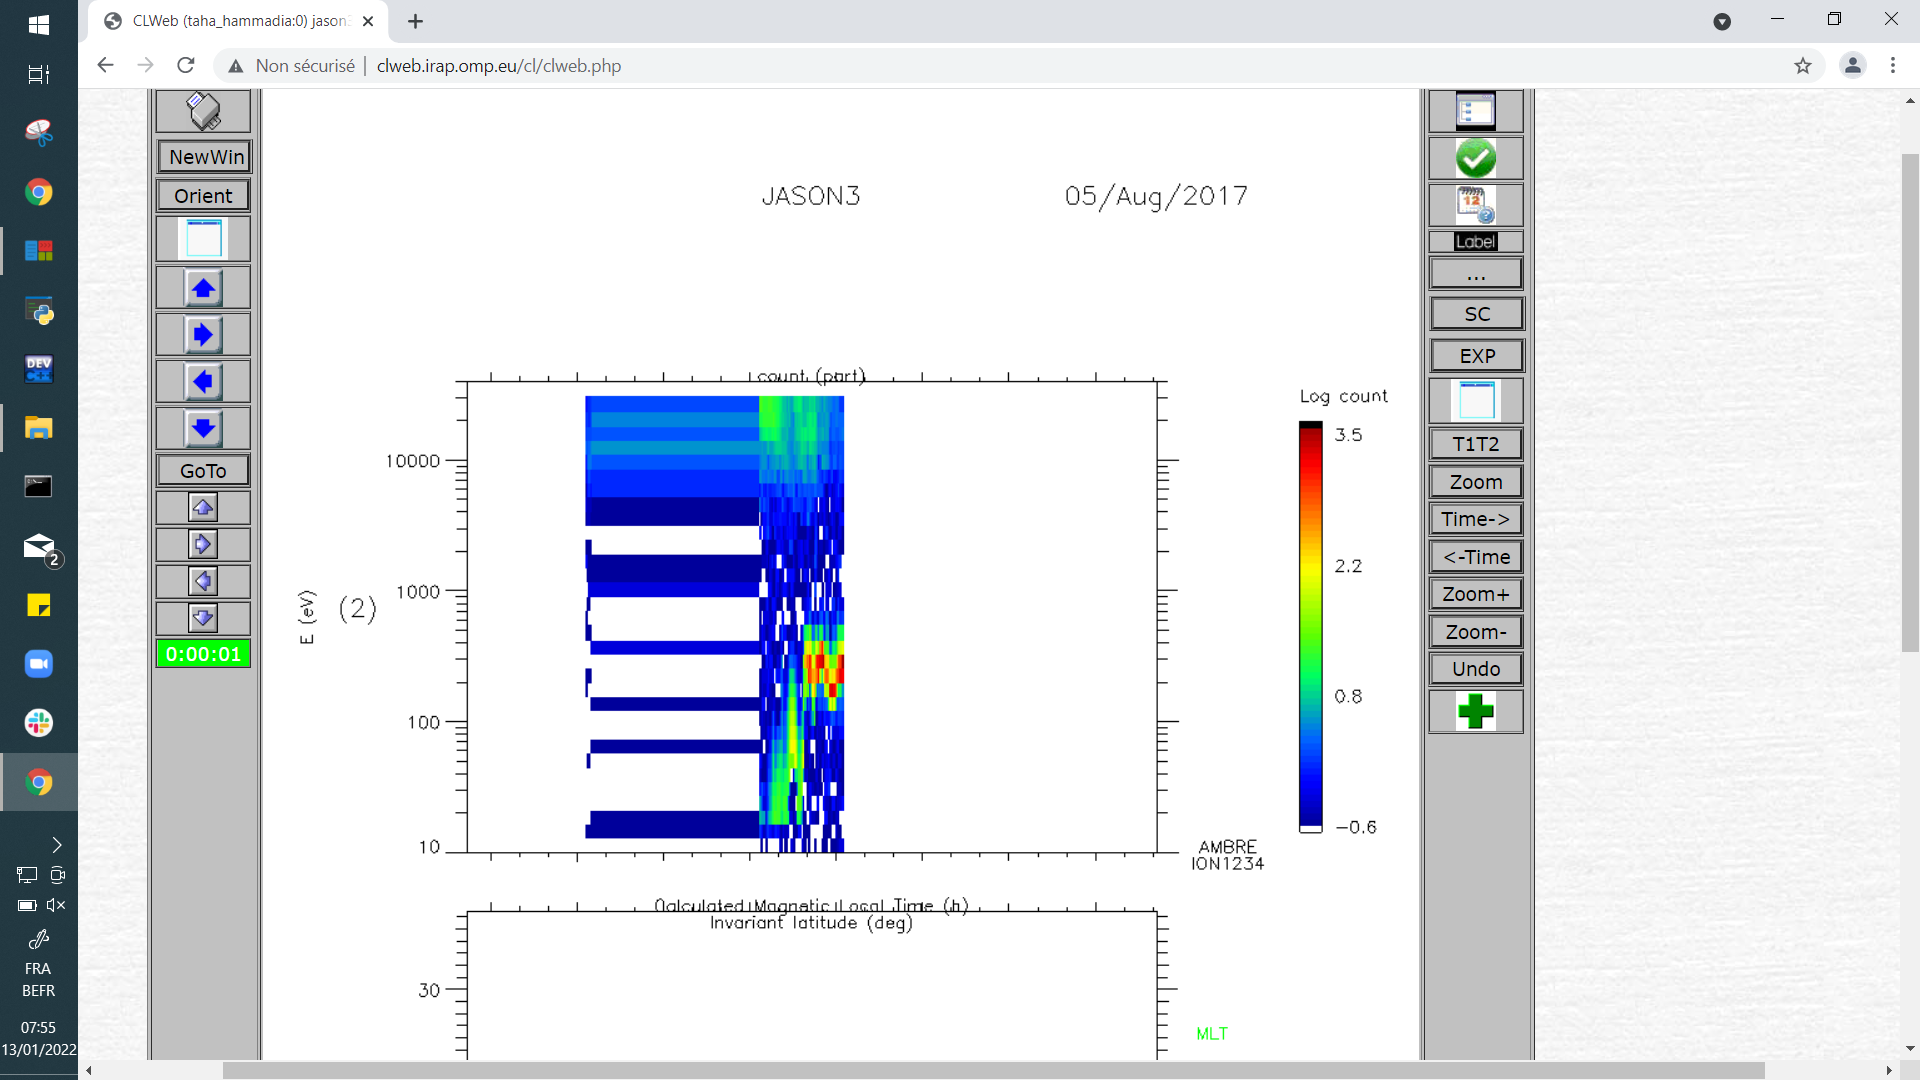 CLWeb (taha_hammadia:0) jason3
Non sécurisé | clweb.irap.omp.eu/cl/clweb.php
NewWin
Orient
GoTo
0:00:01
JASON3 05/Aug/2017
count (part)
10000
1000
100
10
E (eV)
(2)
AMBRE
ION1234
Log count
3.5
2.2
0.8
−0.6
Calculated Magnetic Local Time (h)
Invariant latitude (deg)
30
MLT
12
Label
...
SC
EXP
T1T2
Zoom
Time->
<-Time
Zoom+
Zoom-
Undo
DEV
C++
2
FRA
BEFR
07:55
13/01/2022